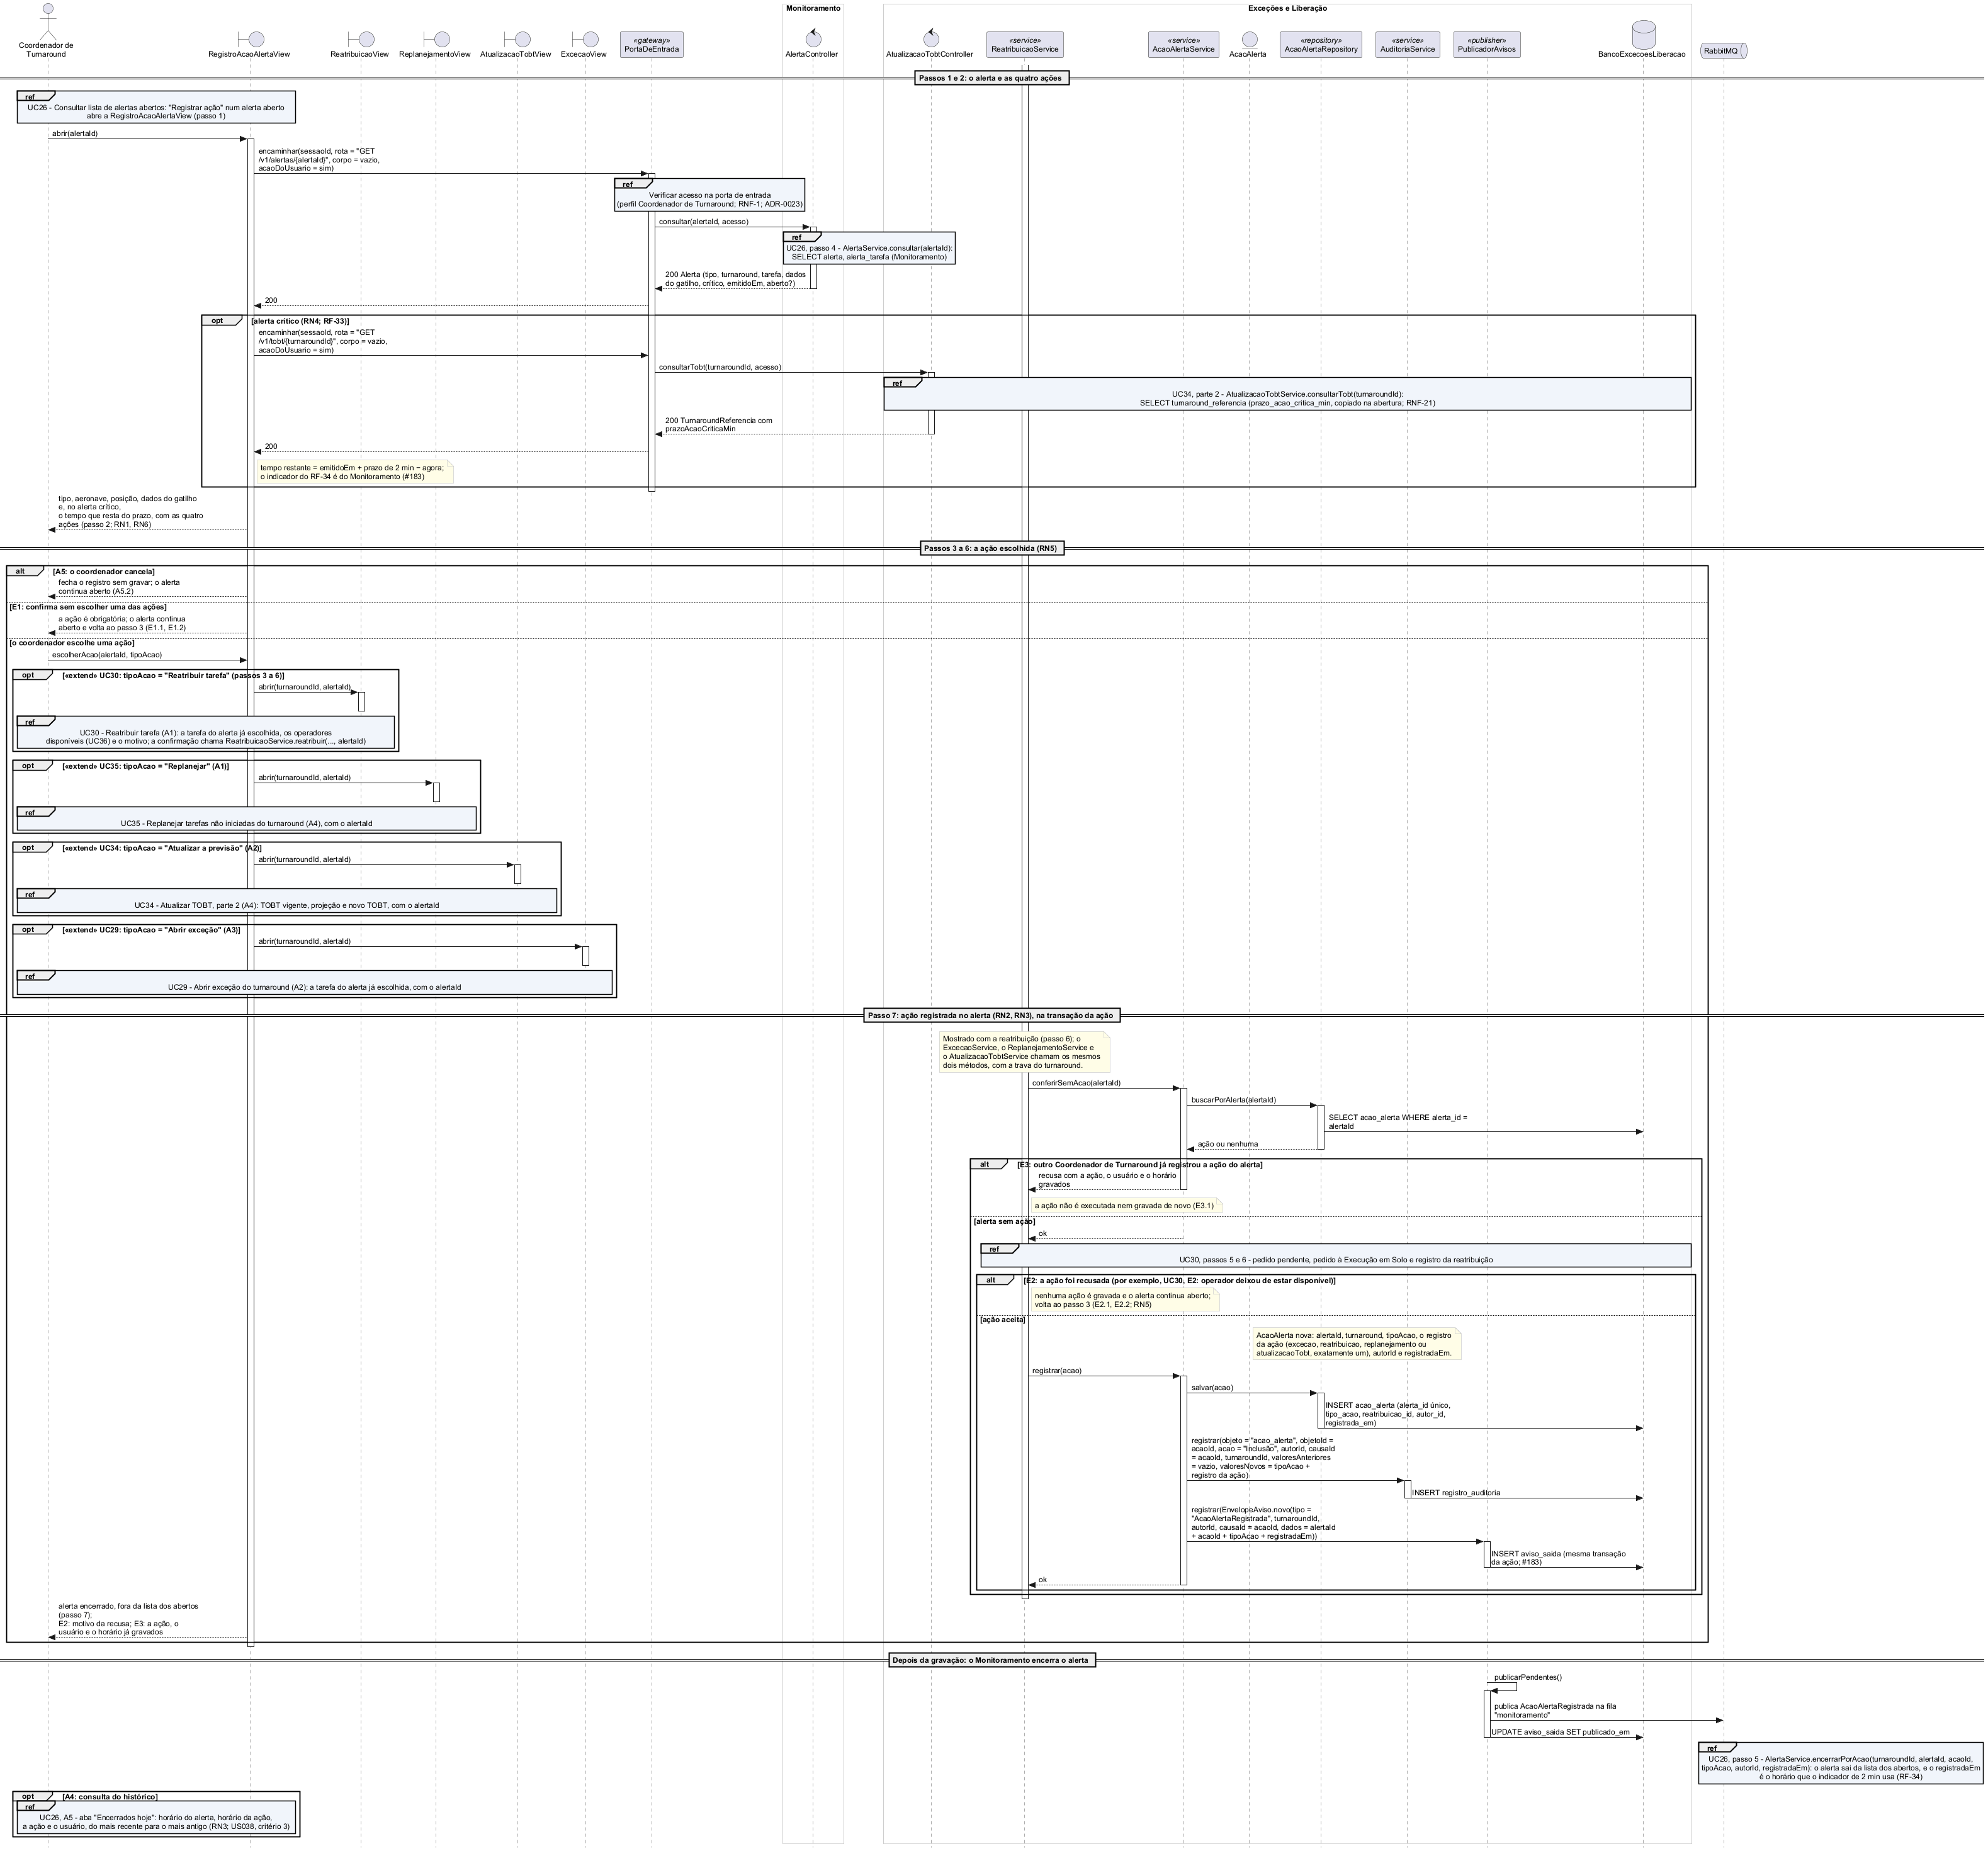 Monitoramento
Exceções e Liberação
Coordenador de
Turnaround
RegistroAcaoAlertaView
ReatribuicaoView
ReplanejamentoView
AtualizacaoTobtView
ExcecaoView
«gateway»
PortaDeEntrada
AlertaController
AtualizacaoTobtController
«service»
ReatribuicaoService
«service»
AcaoAlertaService
AcaoAlerta
«repository»
AcaoAlertaRepository
«service»
AuditoriaService
«publisher»
PublicadorAvisos
BancoExcecoesLiberacao
RabbitMQ
Passos 1 e 2: o alerta e as quatro ações
ref
UC26 - Consultar lista de alertas abertos: "Registrar ação" num alerta aberto
abre a RegistroAcaoAlertaView (passo 1)
abrir(alertaId)
encaminhar(sessaoId, rota = "GET
/v1/alertas/{alertaId}", corpo = vazio,
acaoDoUsuario = sim)
ref
Verificar acesso na porta de entrada
(perfil Coordenador de Turnaround; RNF-1; ADR-0023)
consultar(alertaId, acesso)
ref
UC26, passo 4 - AlertaService.consultar(alertaId):
SELECT alerta, alerta_tarefa (Monitoramento)
200 Alerta (tipo, turnaround, tarefa, dados
do gatilho, crítico, emitidoEm, aberto?)
200
opt
[alerta crítico (RN4; RF-33)]
encaminhar(sessaoId, rota = "GET
/v1/tobt/{turnaroundId}", corpo = vazio,
acaoDoUsuario = sim)
consultarTobt(turnaroundId, acesso)
ref
UC34, parte 2 - AtualizacaoTobtService.consultarTobt(turnaroundId):
SELECT turnaround_referencia (prazo_acao_critica_min, copiado na abertura; RNF-21)
200 TurnaroundReferencia com
prazoAcaoCriticaMin
200
tempo restante = emitidoEm + prazo de 2 min − agora;
o indicador do RF-34 é do Monitoramento (#183)
tipo, aeronave, posição, dados do gatilho
e, no alerta crítico,
o tempo que resta do prazo, com as quatro
ações (passo 2; RN1, RN6)
Passos 3 a 6: a ação escolhida (RN5)
alt
[A5: o coordenador cancela]
fecha o registro sem gravar; o alerta
continua aberto (A5.2)
[E1: confirma sem escolher uma das ações]
a ação é obrigatória; o alerta continua
aberto e volta ao passo 3 (E1.1, E1.2)
[o coordenador escolhe uma ação]
escolherAcao(alertaId, tipoAcao)
opt
[«extend» UC30: tipoAcao = "Reatribuir tarefa" (passos 3 a 6)]
abrir(turnaroundId, alertaId)
ref
UC30 - Reatribuir tarefa (A1): a tarefa do alerta já escolhida, os operadores
disponíveis (UC36) e o motivo; a confirmação chama ReatribuicaoService.reatribuir(..., alertaId)
opt
[«extend» UC35: tipoAcao = "Replanejar" (A1)]
abrir(turnaroundId, alertaId)
ref
UC35 - Replanejar tarefas não iniciadas do turnaround (A4), com o alertaId
opt
[«extend» UC34: tipoAcao = "Atualizar a previsão" (A2)]
abrir(turnaroundId, alertaId)
ref
UC34 - Atualizar TOBT, parte 2 (A4): TOBT vigente, projeção e novo TOBT, com o alertaId
opt
[«extend» UC29: tipoAcao = "Abrir exceção" (A3)]
abrir(turnaroundId, alertaId)
ref
UC29 - Abrir exceção do turnaround (A2): a tarefa do alerta já escolhida, com o alertaId
Passo 7: ação registrada no alerta (RN2, RN3), na transação da ação
Mostrado com a reatribuição (passo 6); o
ExcecaoService, o ReplanejamentoService e
o AtualizacaoTobtService chamam os mesmos
dois métodos, com a trava do turnaround.
conferirSemAcao(alertaId)
buscarPorAlerta(alertaId)
SELECT acao_alerta WHERE alerta_id =
alertaId
ação ou nenhuma
alt
[E3: outro Coordenador de Turnaround já registrou a ação do alerta]
recusa com a ação, o usuário e o horário
gravados
a ação não é executada nem gravada de novo (E3.1)
[alerta sem ação]
ok
ref
UC30, passos 5 e 6 - pedido pendente, pedido à Execução em Solo e registro da reatribuição
alt
[E2: a ação foi recusada (por exemplo, UC30, E2: operador deixou de estar disponível)]
nenhuma ação é gravada e o alerta continua aberto;
volta ao passo 3 (E2.1, E2.2; RN5)
[ação aceita]
AcaoAlerta nova: alertaId, turnaround, tipoAcao, o registro
da ação (excecao, reatribuicao, replanejamento ou
atualizacaoTobt, exatamente um), autorId e registradaEm.
registrar(acao)
salvar(acao)
INSERT acao_alerta (alerta_id único,
tipo_acao, reatribuicao_id, autor_id,
registrada_em)
registrar(objeto = "acao_alerta", objetoId =
acaoId, acao = "Inclusão", autorId, causaId
= acaoId, turnaroundId, valoresAnteriores
= vazio, valoresNovos = tipoAcao +
registro da ação)
INSERT registro_auditoria
registrar(EnvelopeAviso.novo(tipo =
"AcaoAlertaRegistrada", turnaroundId,
autorId, causaId = acaoId, dados = alertaId
+ acaoId + tipoAcao + registradaEm))
INSERT aviso_saida (mesma transação
da ação; #183)
ok
alerta encerrado, fora da lista dos abertos
(passo 7);
E2: motivo da recusa; E3: a ação, o
usuário e o horário já gravados
Depois da gravação: o Monitoramento encerra o alerta
publicarPendentes()
publica AcaoAlertaRegistrada na fila
"monitoramento"
UPDATE aviso_saida SET publicado_em
ref
UC26, passo 5 - AlertaService.encerrarPorAcao(turnaroundId, alertaId, acaoId,
tipoAcao, autorId, registradaEm): o alerta sai da lista dos abertos, e o registradaEm
é o horário que o indicador de 2 min usa (RF-34)
opt
[A4: consulta do histórico]
ref
UC26, A5 - aba "Encerrados hoje": horário do alerta, horário da ação,
a ação e o usuário, do mais recente para o mais antigo (RN3; US038, critério 3)